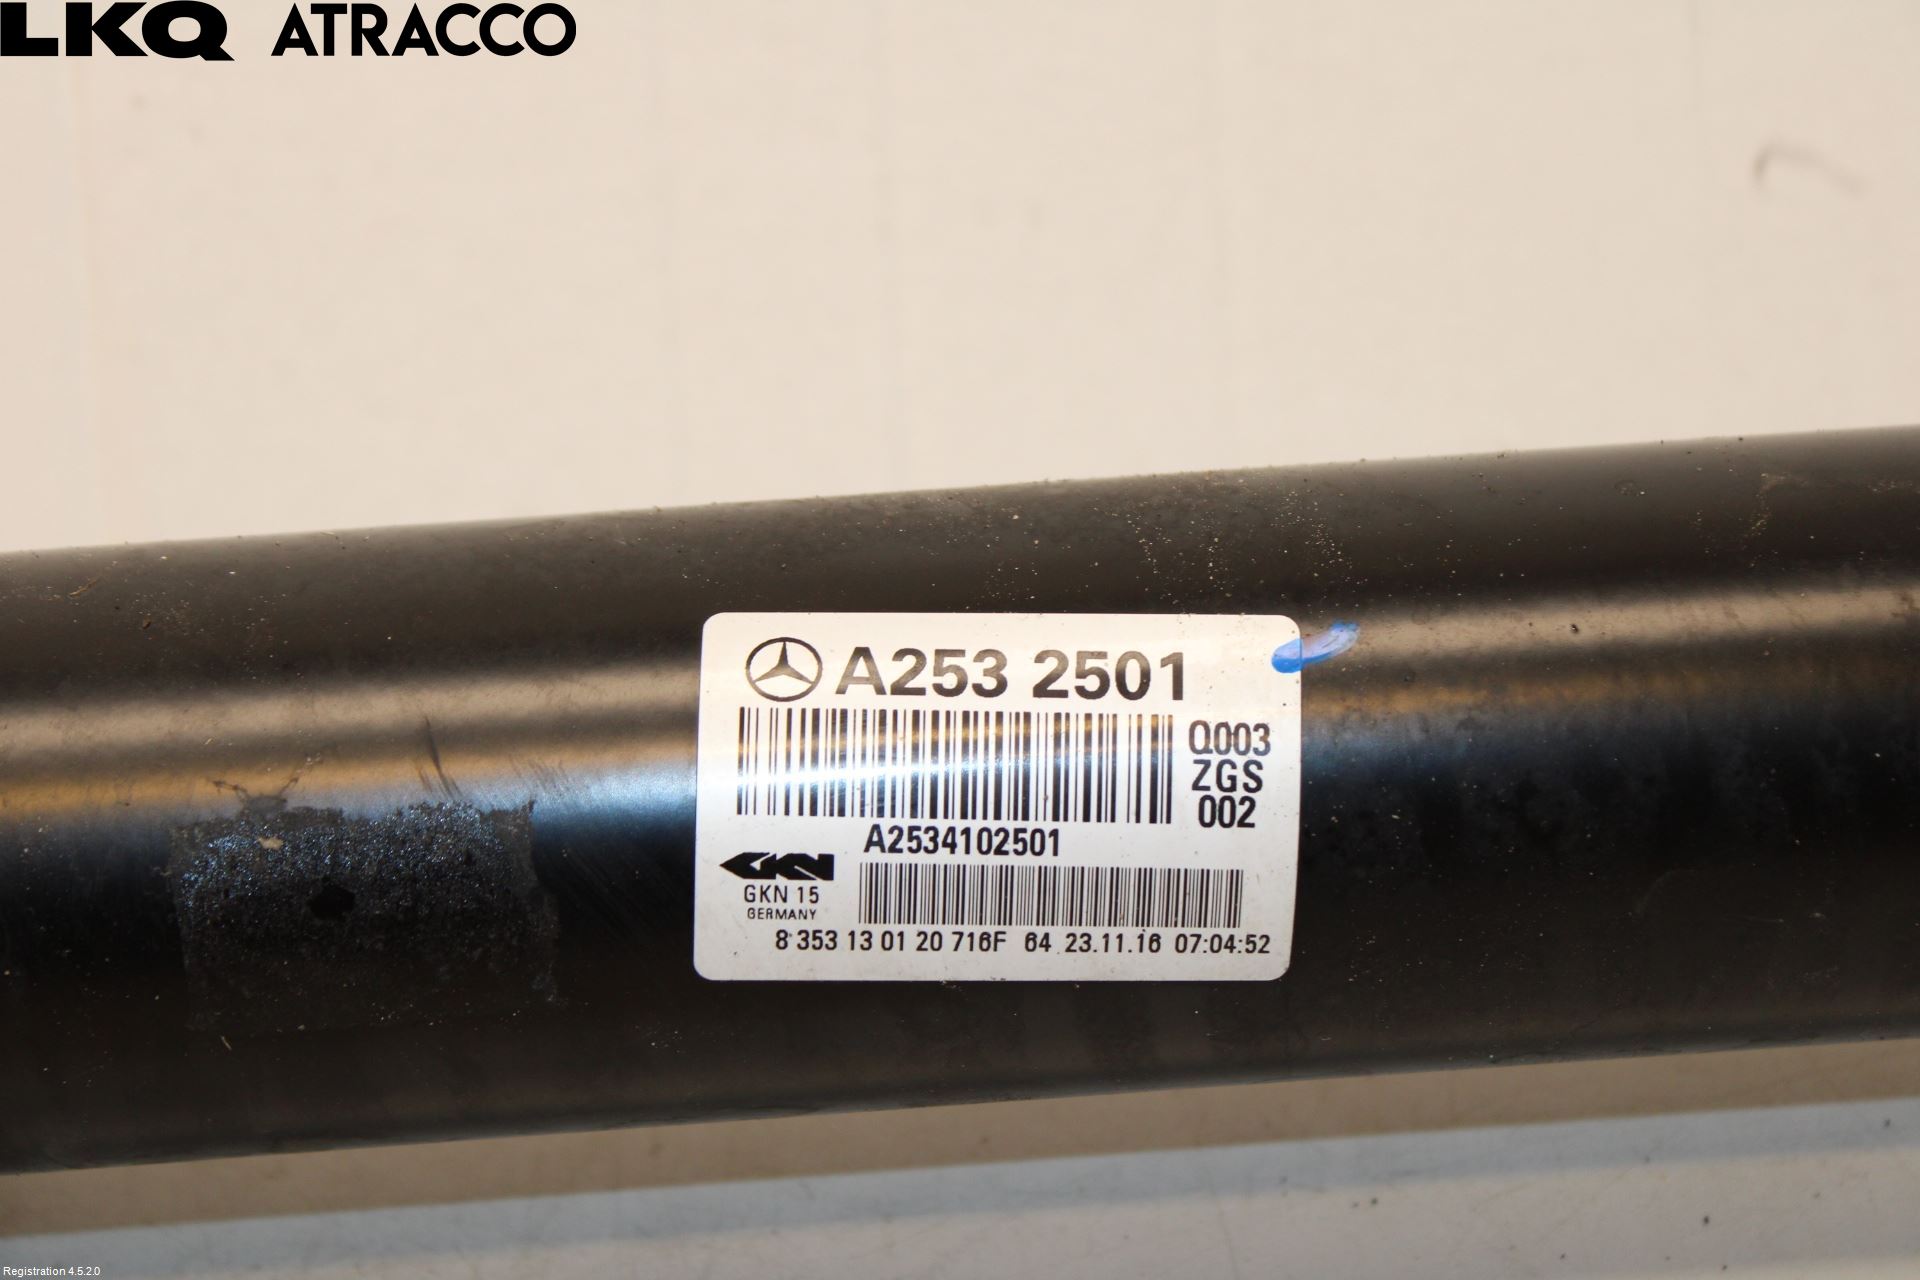 LKQ ATRACCO
A253 2501
Q003
ZGS
002
A2534102501
GKN
GKN 15
GERMANY
8 353 13 01 20 716F 64 23.11.16 07:04:52
Registration 4.5.2.0